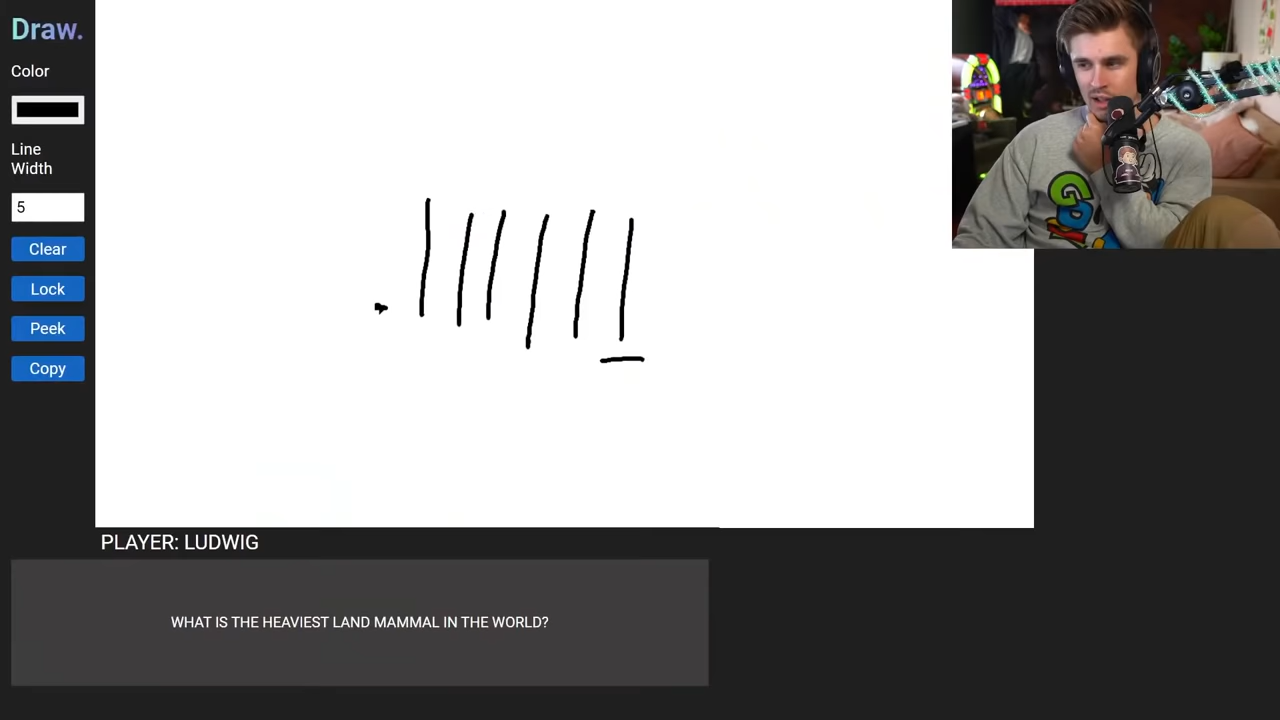 Draw.
Color
Line
Width
5
Clear
Lock
Peek
Copy
PLAYER: LUDWIG
WHAT IS THE HEAVIEST LAND MAMMAL IN THE WORLD?